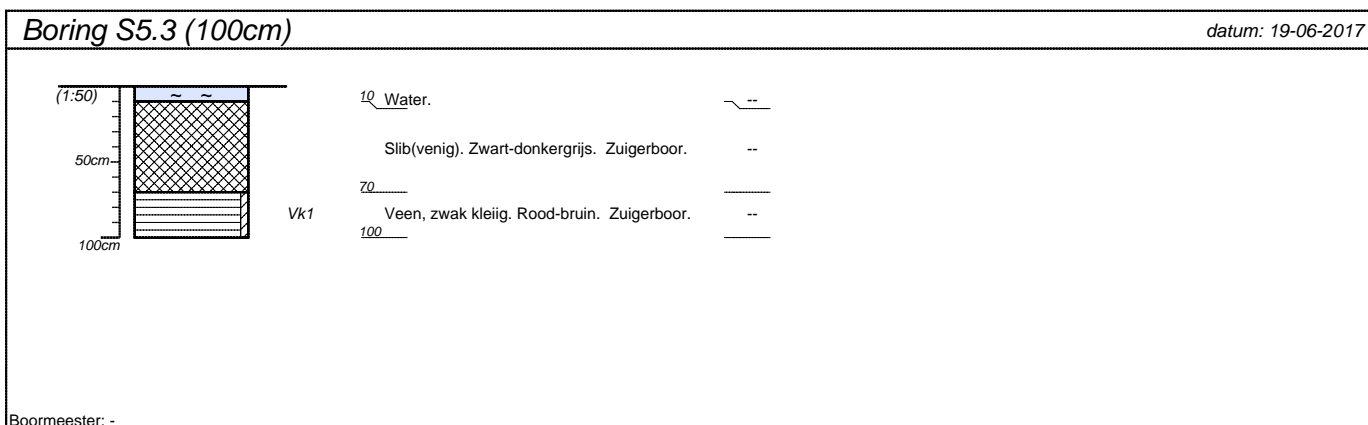 Boring S5.3 (100cm) datum: 19-06-2017
(1:50) ~ ~ 10 Water. --
50cm Slib(venig). Zwart-donkergrijs. Zuigerboor. --
70
Vk1 Veen, zwak kleiig. Rood-bruin. Zuigerboor. --
100cm 100
Boormeester: -